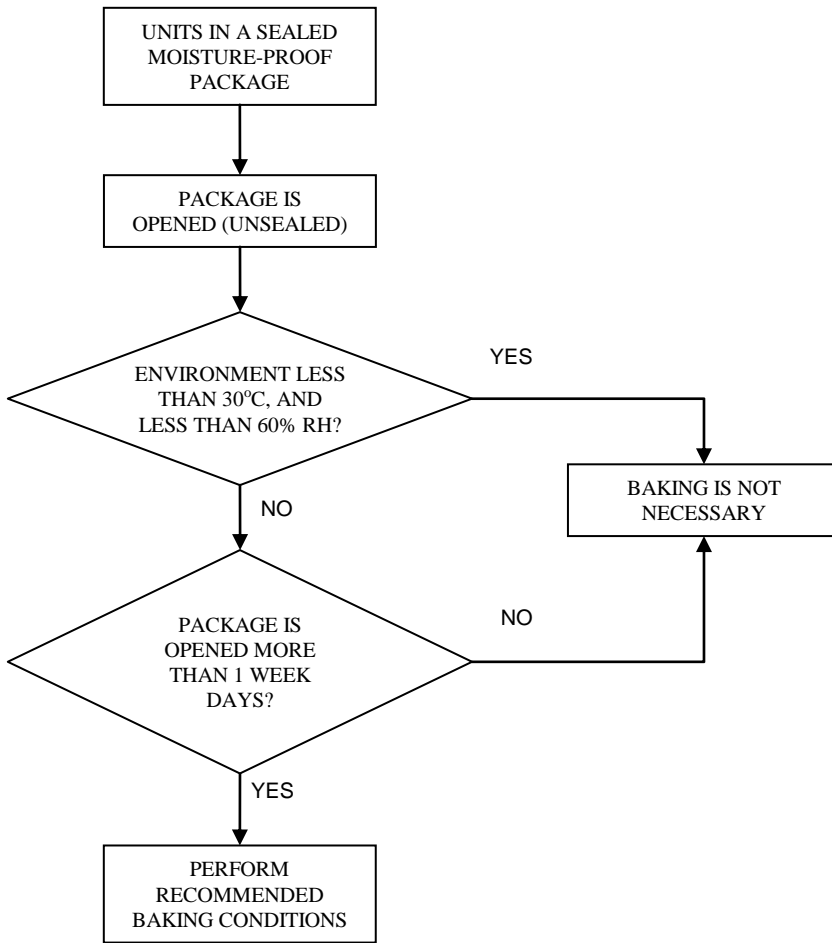 UNITS IN A SEALED
MOISTURE-PROOF
PACKAGE
PACKAGE IS
OPENED (UNSEALED)
ENVIRONMENT LESS
THAN 30°C, AND
LESS THAN 60% RH?
YES
BAKING IS NOT
NECESSARY
NO
PACKAGE IS
OPENED MORE
THAN 1 WEEK
DAYS?
NO
YES
PERFORM
RECOMMENDED
BAKING CONDITIONS